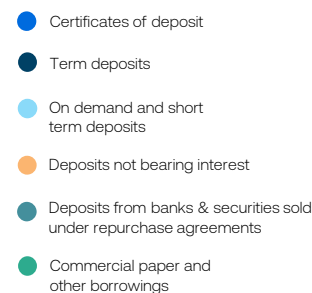 Certificates of deposit
Term deposits
On demand and short
term deposits
Deposits not bearing interest
Deposits from banks & securities sold
under repurchase agreements
Commercial paper and
other borrowings